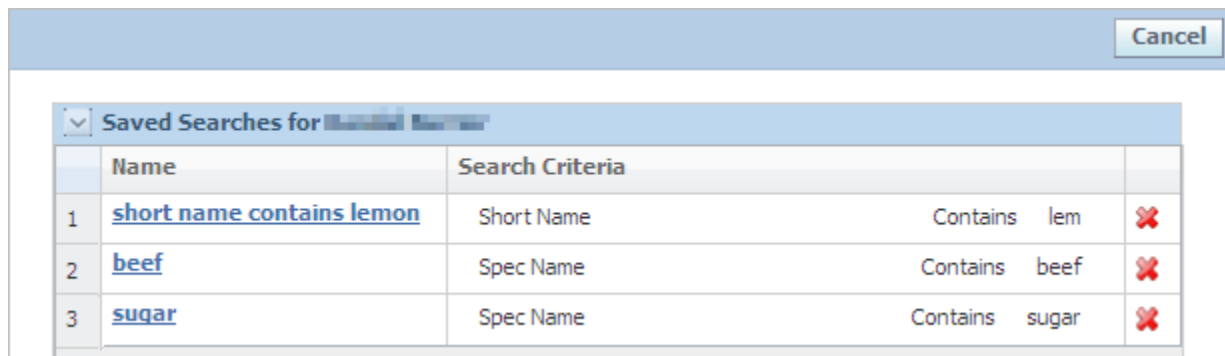 Cancel
Saved Searches for
Name Search Criteria
1 short name contains lemon Short Name Contains lem
2 beef Spec Name Contains beef
3 sugar Spec Name Contains sugar